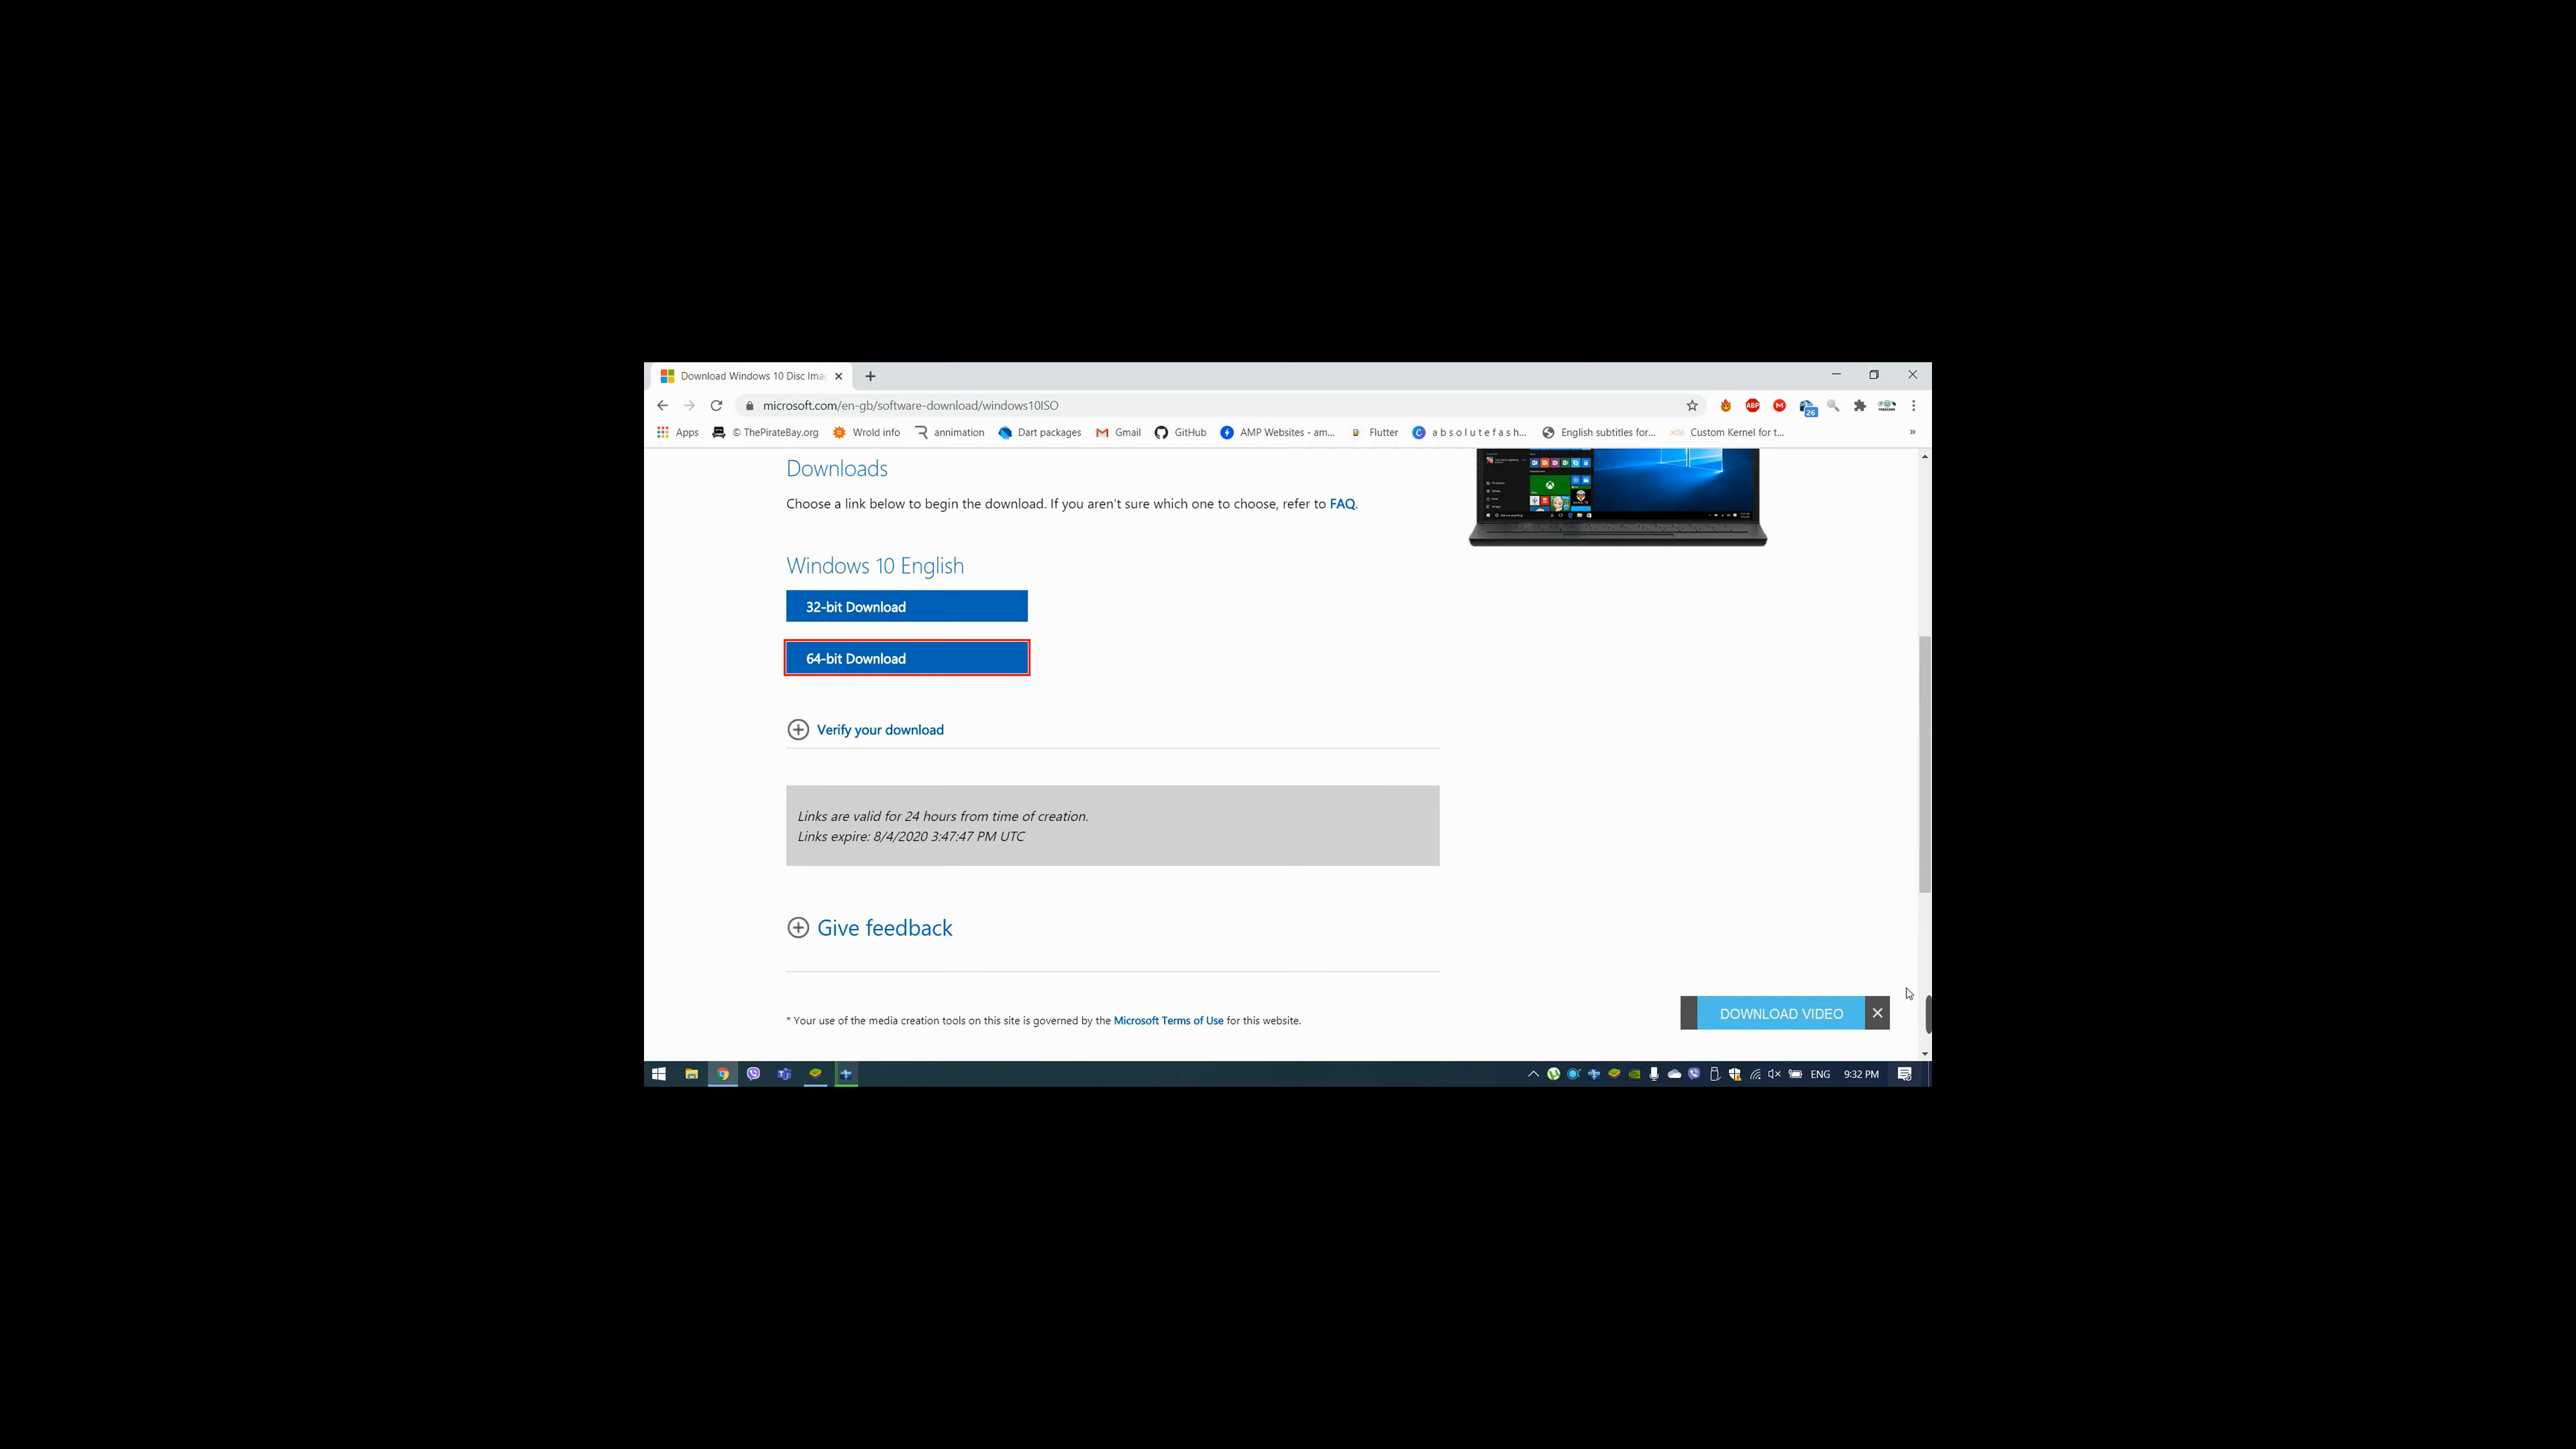 Download Windows 10 Disc Ima
microsoft.com/en-gb/software-download/windows10ISO
ABP
M
26
Apps
© ThePirateBay.org
Wrold info
annimation
Dart packages
Gmail
GitHub
AMP Websites - am...
Flutter
a b s o l u t e f a s h...
English subtitles for...
Custom Kernel for t...
»
Downloads
Choose a link below to begin the download. If you aren't sure which one to choose, refer to FAQ.
Windows 10 English
32-bit Download
64-bit Download
Verify your download
Links are valid for 24 hours from time of creation.
Links expire: 8/4/2020 3:47:47 PM UTC
Give feedback
DOWNLOAD VIDEO
* Your use of the media creation tools on this site is governed by the Microsoft Terms of Use for this website.
ENG
9:32 PM